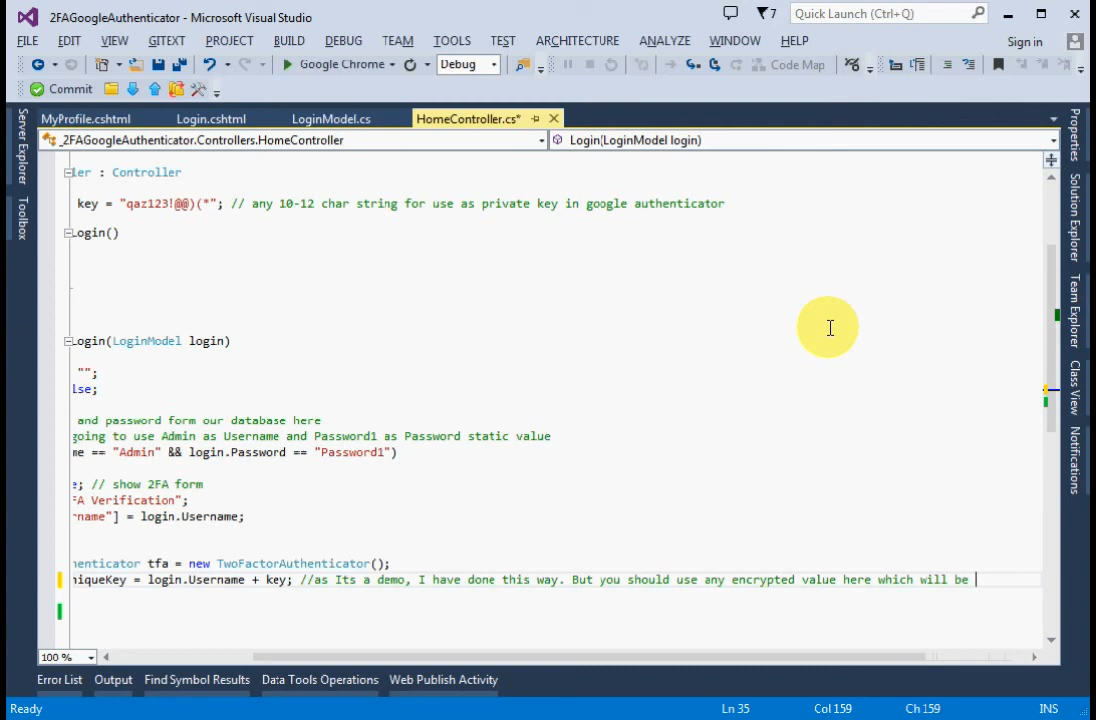 2FAGoogleAuthenticator - Microsoft Visual Studio
7
Quick Launch (Ctrl+Q)
FILE EDIT VIEW GITEXT PROJECT BUILD DEBUG TEAM TOOLS TEST ARCHITECTURE ANALYZE WINDOW HELP
Sign in
Google Chrome
Debug
Code Map
Commit
MyProfile.cshtml Login.cshtml LoginModel.cs HomeController.cs*
_2FAGoogleAuthenticator.Controllers.HomeController
Login(LoginModel login)
Server Explorer
Toolbox
ler : Controller
key = "qaz123!@@)(*"; // any 10-12 char string for use as private key in google authenticator
Login()
Login(LoginModel login)
"";
lse;
and password form our database here
going to use Admin as Username and Password1 as Password static value
me == "Admin" && login.Password == "Password1")
e; // show 2FA form
FA Verification";
rname"] = login.Username;
henticator tfa = new TwoFactorAuthenticator();
niqueKey = login.Username + key; //as Its a demo, I have done this way. But you should use any encrypted value here which will be
Properties
Solution Explorer
Team Explorer
Class View
Notifications
100 %
Error List Output Find Symbol Results Data Tools Operations Web Publish Activity
Ready
Ln 35
Col 159
Ch 159
INS